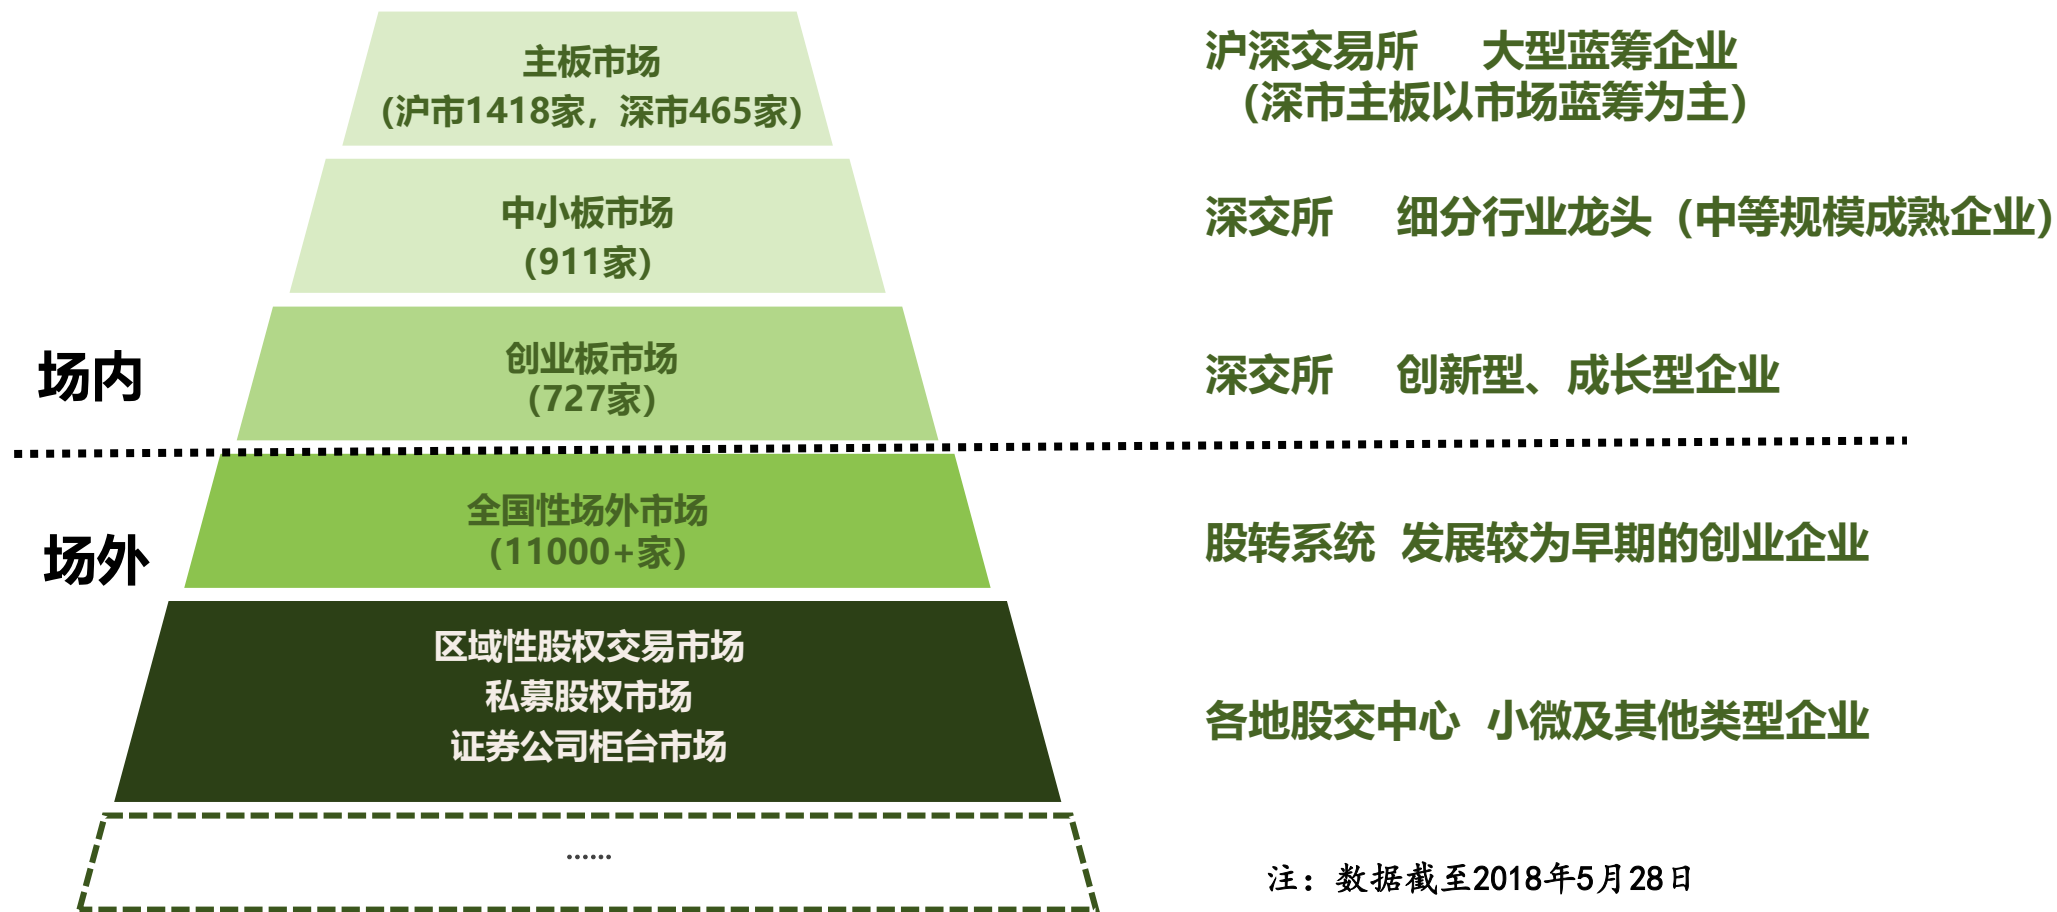 主板市场
（沪市1418家，深市465家）
沪深交易所 大型蓝筹企业
（深市主板以市场蓝筹为主）
中小板市场
（911家）
深交所 细分行业龙头（中等规模成熟企业）
场内
创业板市场
（727家）
深交所 创新型、成长型企业
场外
全国性场外市场
（11000+家）
股转系统 发展较为早期的创业企业
区域性股权交易市场
私募股权市场
证券公司柜台市场
各地股交中心 小微及其他类型企业
……
注：数据截至2018年5月28日